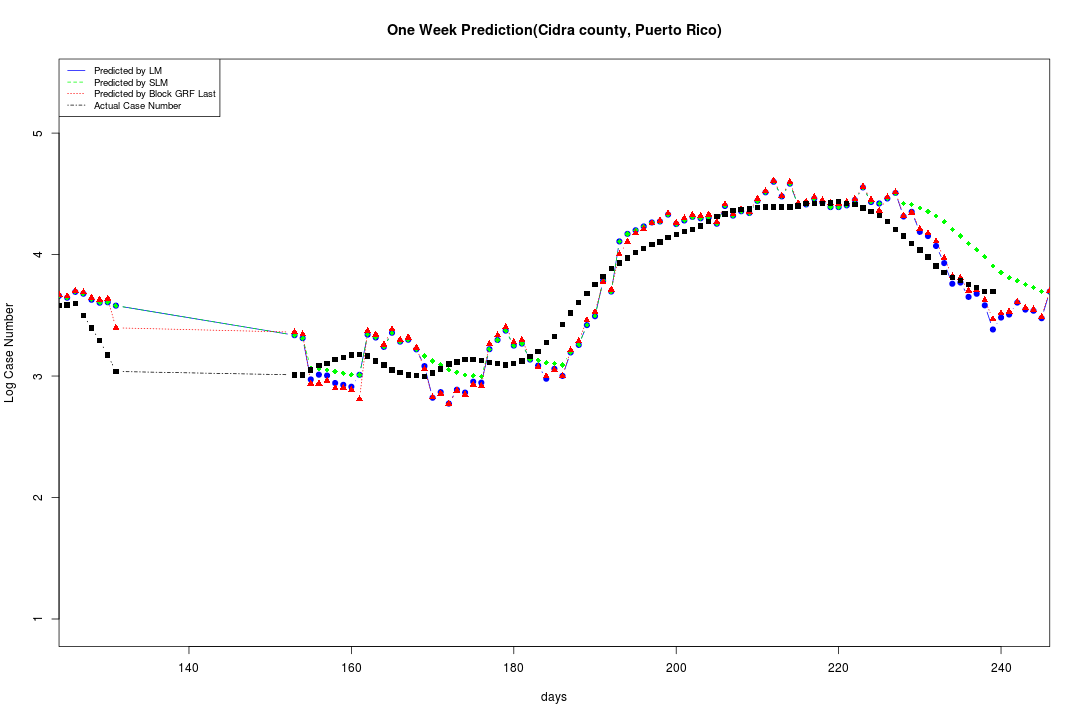 One Week Prediction(Cidra county, Puerto Rico)
Predicted by LM
Predicted by SLM
Predicted by Block GRF Last
Actual Case Number
5
4
3
2
1
Log Case Number
140 160 180 200 220 240
days